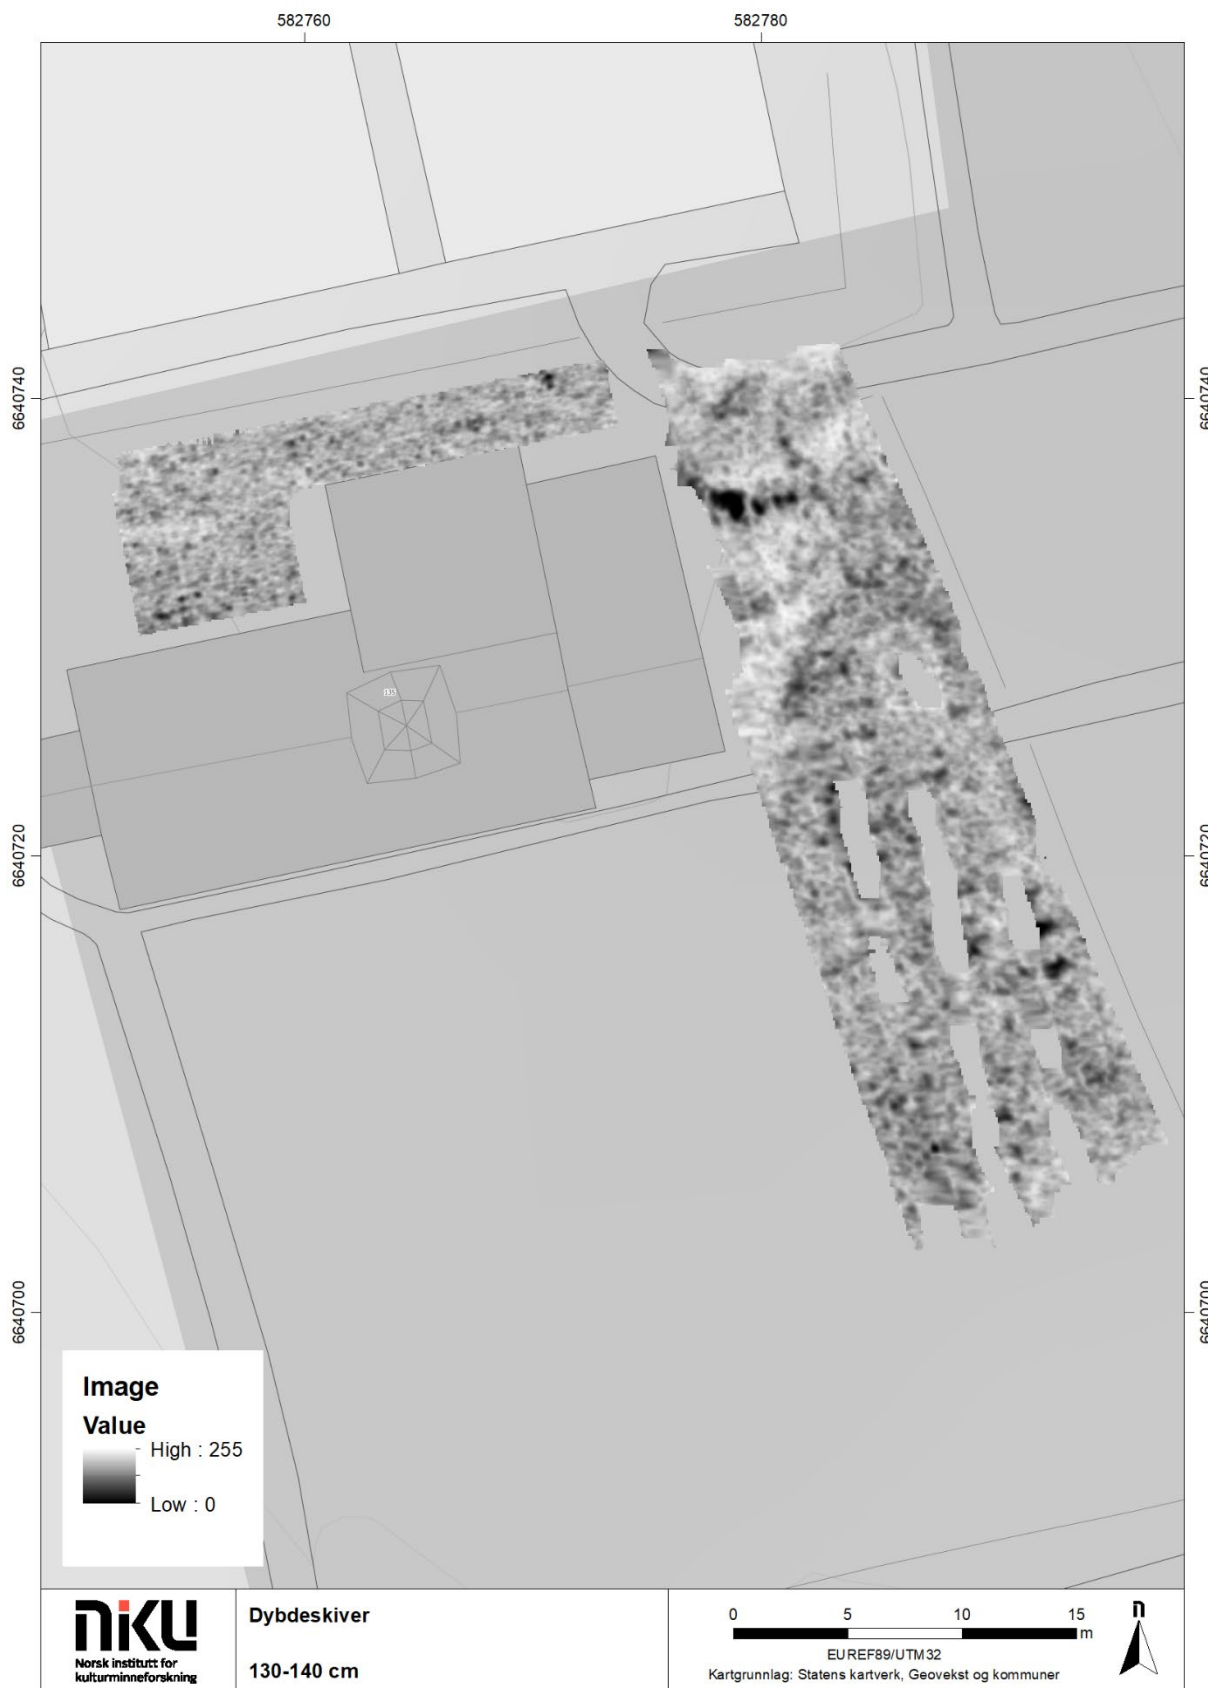 582760
582780
6640740
6640740
135
6640720
6640720
6640700
6640700
Image
Value
High : 255
Low : 0
NIKU
Norsk institutt for
kulturminneforskning
Dybdeskiver
130-140 cm
0 5 10 15
m
EUREF89/UTM32
Kartgrunnlag: Statens kartverk, Geovekst og kommuner
n